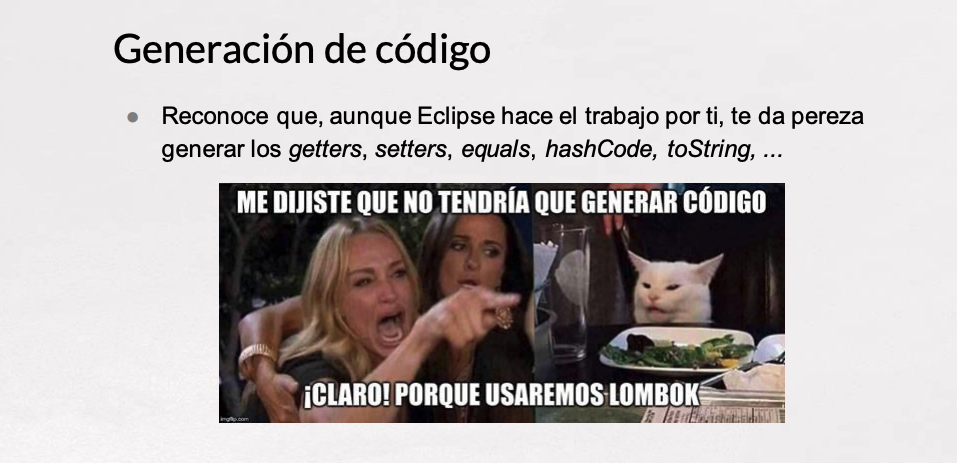 Generación de código
● Reconoce que, aunque Eclipse hace el trabajo por ti, te da pereza
generar los getters, setters, equals, hashCode, toString, ...
ME DIJISTE QUE NO TENDRÍA QUE GENERAR CÓDIGO
¡CLARO! PORQUE USAREMOS LOMBOK
imgflip.com